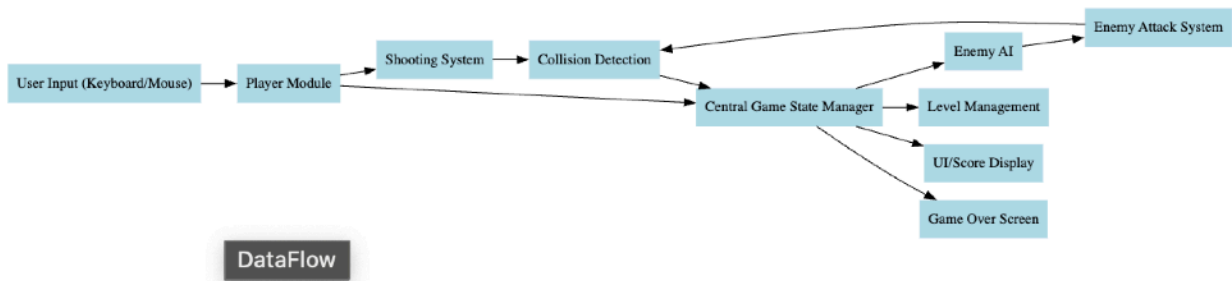 Enemy Attack System
Enemy AI
Shooting System
Collision Detection
User Input (Keyboard/Mouse)
Player Module
Central Game State Manager
Level Management
UI/Score Display
Game Over Screen
DataFlow